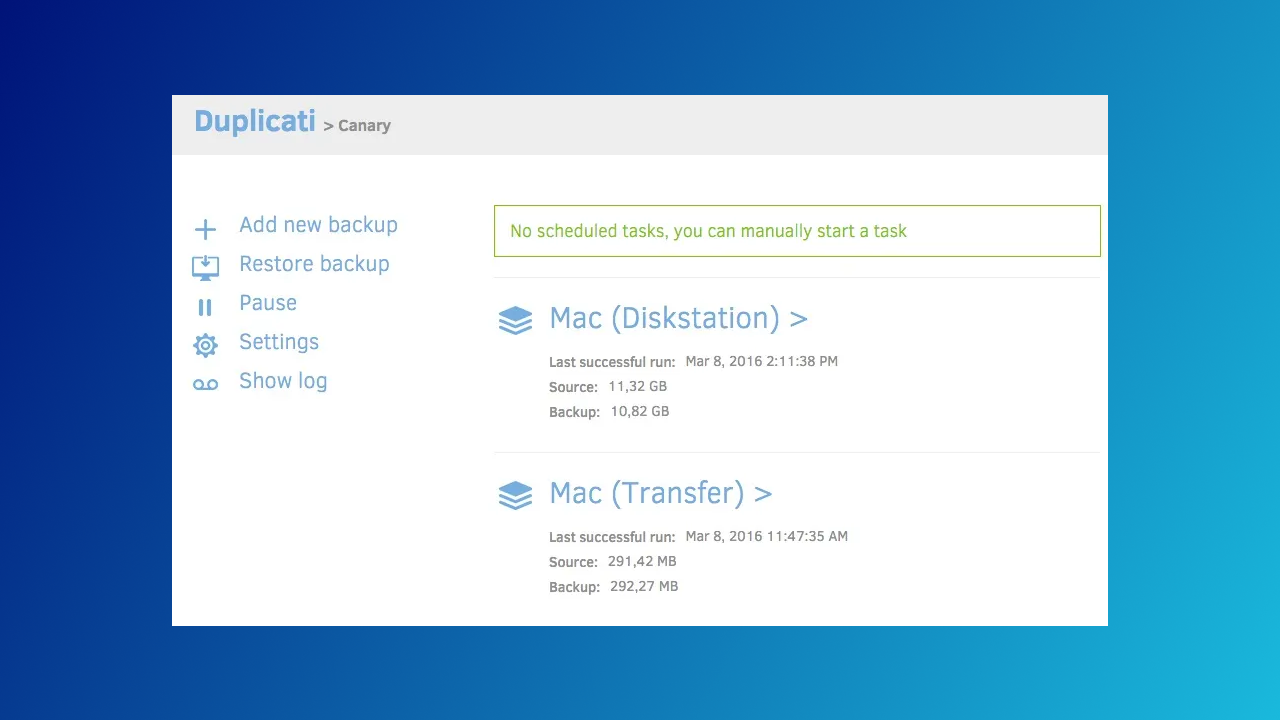 Duplicati > Canary
Add new backup
Restore backup
Pause
Settings
Show log
No scheduled tasks, you can manually start a task
Mac (Diskstation) >
Last successful run: Mar 8, 2016 2:11:38 PM
Source: 11,32 GB
Backup: 10,82 GB
Mac (Transfer) >
Last successful run: Mar 8, 2016 11:47:35 AM
Source: 291,42 MB
Backup: 292,27 MB